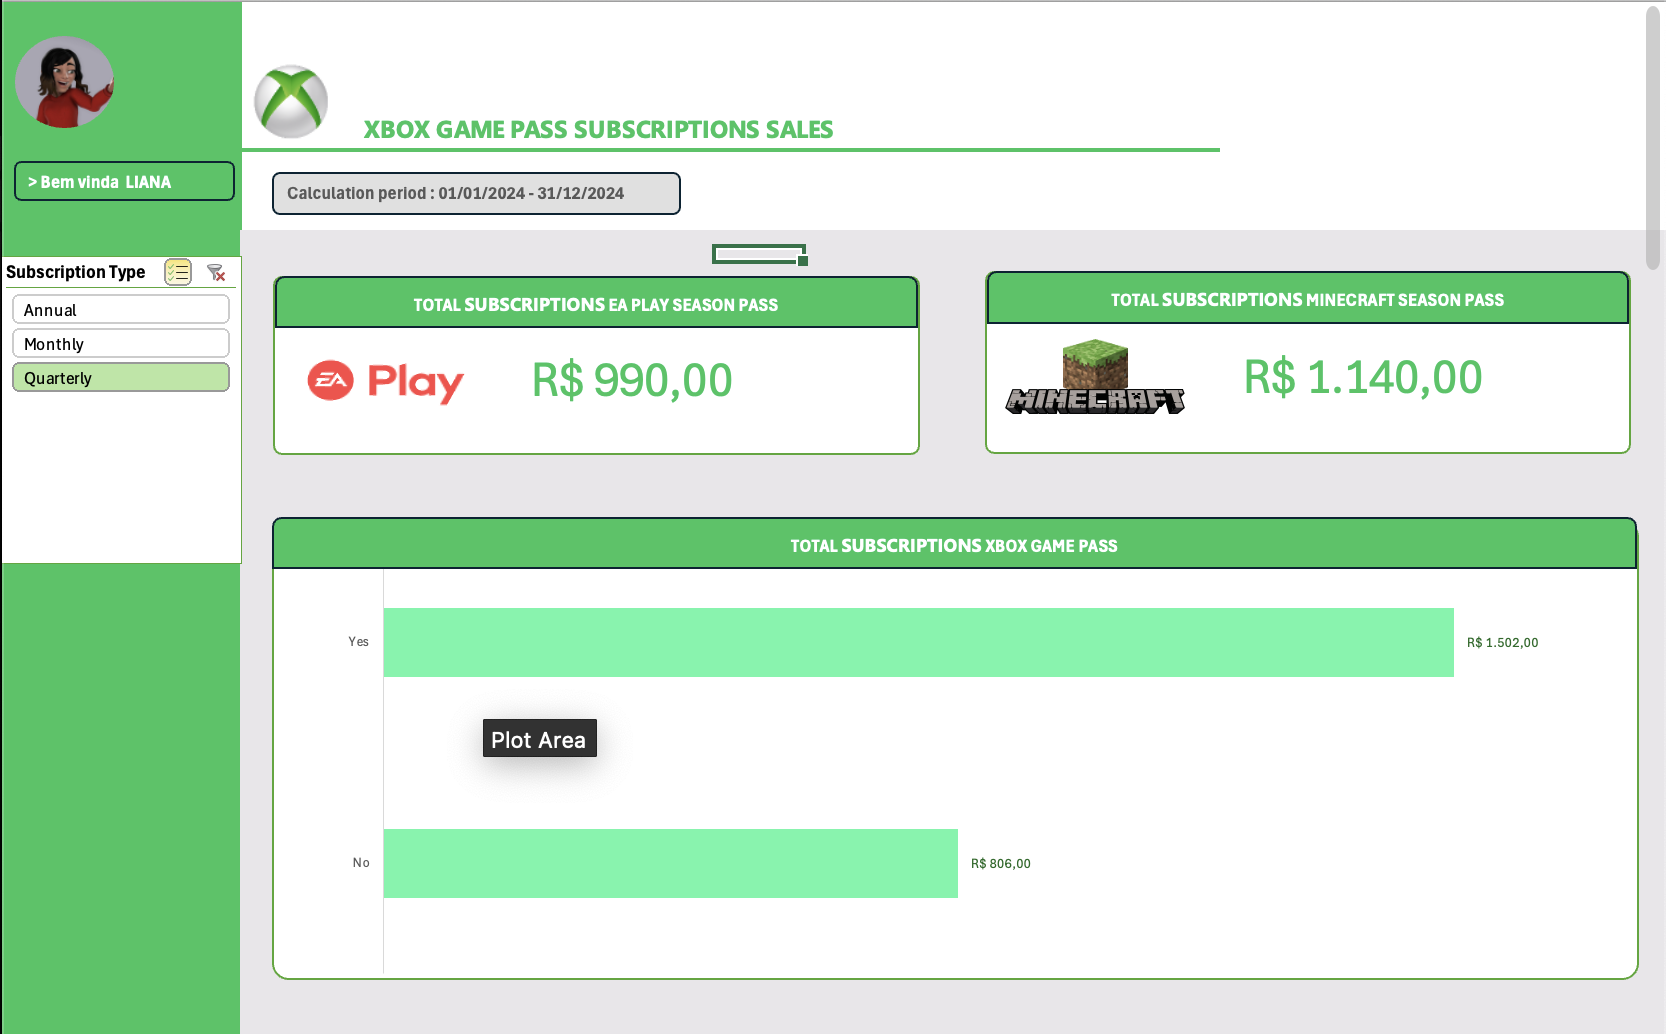 XBOX GAME PASS SUBSCRIPTIONS SALES
> Bem vinda LIANA
Calculation period : 01/01/2024 - 31/12/2024
Subscription Type
Annual
Monthly
Quarterly
TOTAL SUBSCRIPTIONS EA PLAY SEASON PASS
EA Play
R$ 990,00
TOTAL SUBSCRIPTIONS MINECRAFT SEASON PASS
MINECRAFT
R$ 1.140,00
TOTAL SUBSCRIPTIONS XBOX GAME PASS
Yes
R$ 1.502,00
Plot Area
No
R$ 806,00